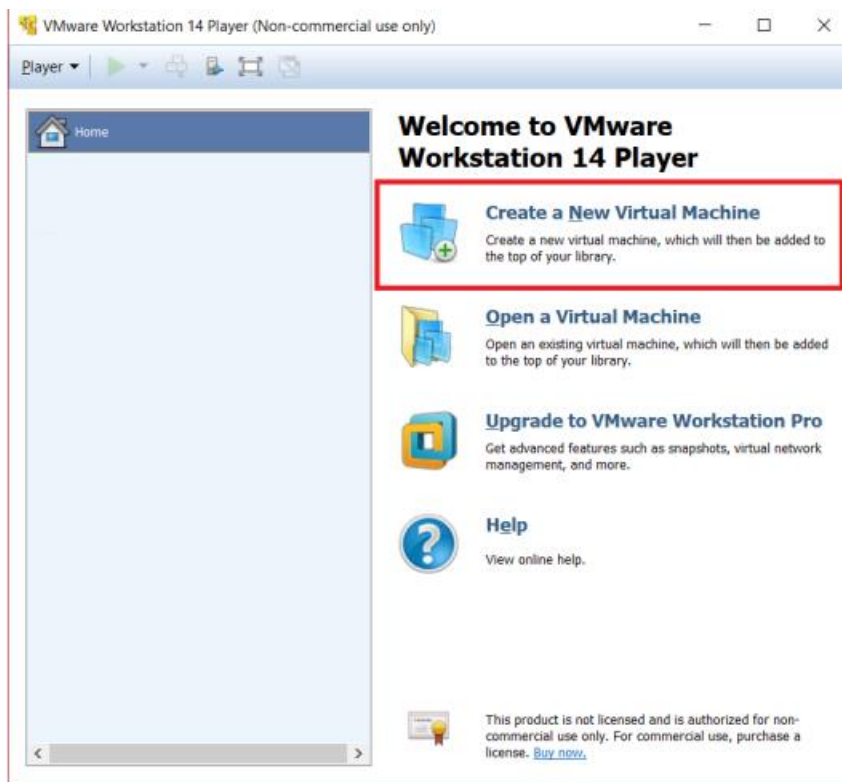 VMware Workstation 14 Player (Non-commercial use only)
Player
Home
Welcome to VMware
Workstation 14 Player
Create a New Virtual Machine
Create a new virtual machine, which will then be added to
the top of your library.
Open a Virtual Machine
Open an existing virtual machine, which will then be added
to the top of your library.
Upgrade to VMware Workstation Pro
Get advanced features such as snapshots, virtual network
management, and more.
Help
View online help.
This product is not licensed and is authorized for non-
commercial use only. For commercial use, purchase a
license. Buy now.